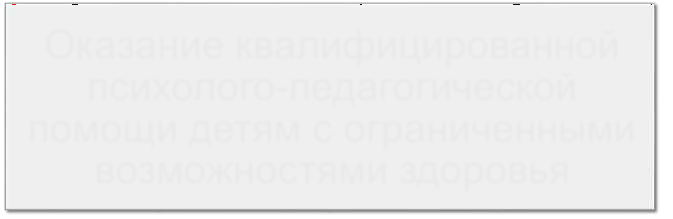 Оказание квалифицированной
психолого-педагогической
помощи детям с ограниченными
возможностями здоровья